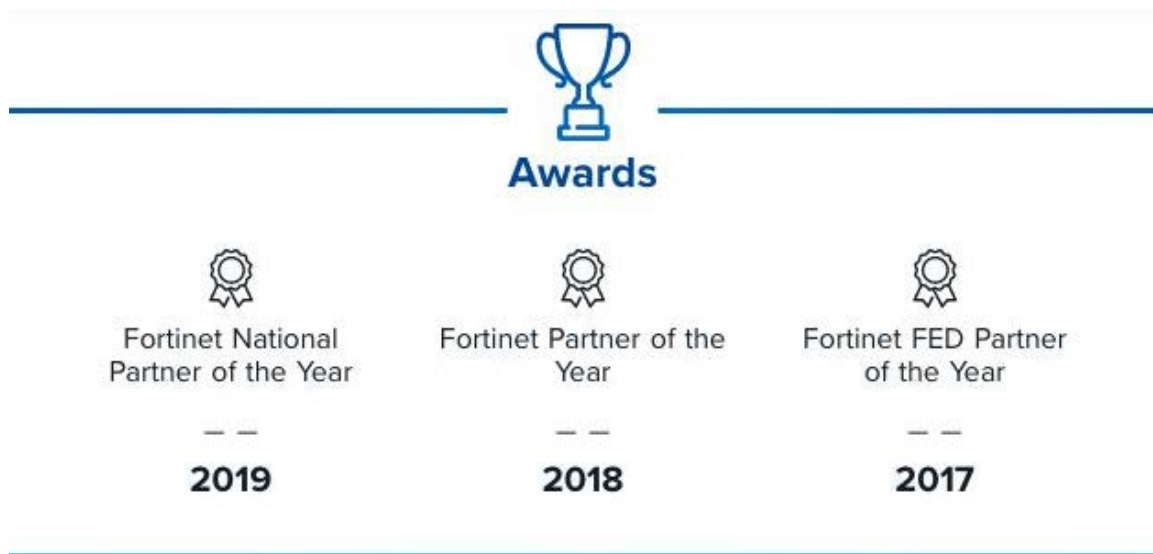 Awards
Fortinet National
Partner of the Year
— —
2019
Fortinet Partner of the
Year
— —
2018
Fortinet FED Partner
of the Year
— —
2017